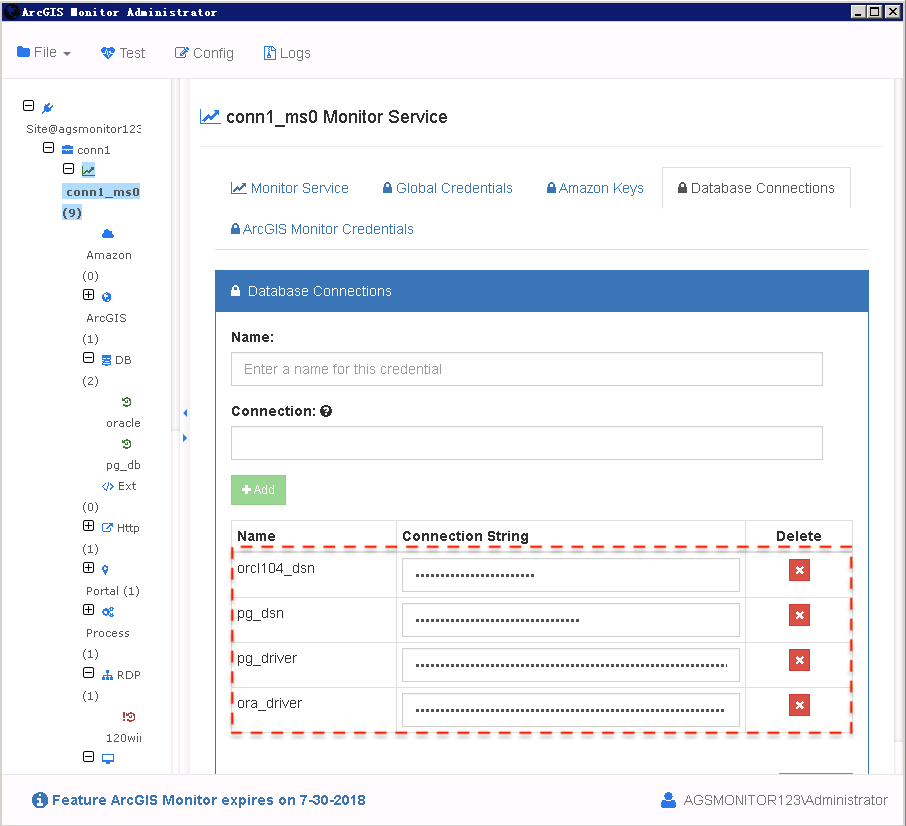 ArcGIS Monitor Administrator
File Test Config Logs
Site@agsmonitor123
conn1
conn1_ms0
(9)
Amazon
(0)
ArcGIS
(1)
DB
(2)
oracle
pg_db
Ext
(0)
Http
(1)
Portal (1)
Process
(1)
RDP
(1)
120win
conn1_ms0 Monitor Service
Monitor Service Global Credentials Amazon Keys Database Connections
ArcGIS Monitor Credentials
Database Connections
Name:
Enter a name for this credential
Connection:
Add
Name Connection String Delete
orcl104_dsn
pg_dsn
pg_driver
ora_driver
Feature ArcGIS Monitor expires on 7-30-2018
AGSMONITOR123\Administrator